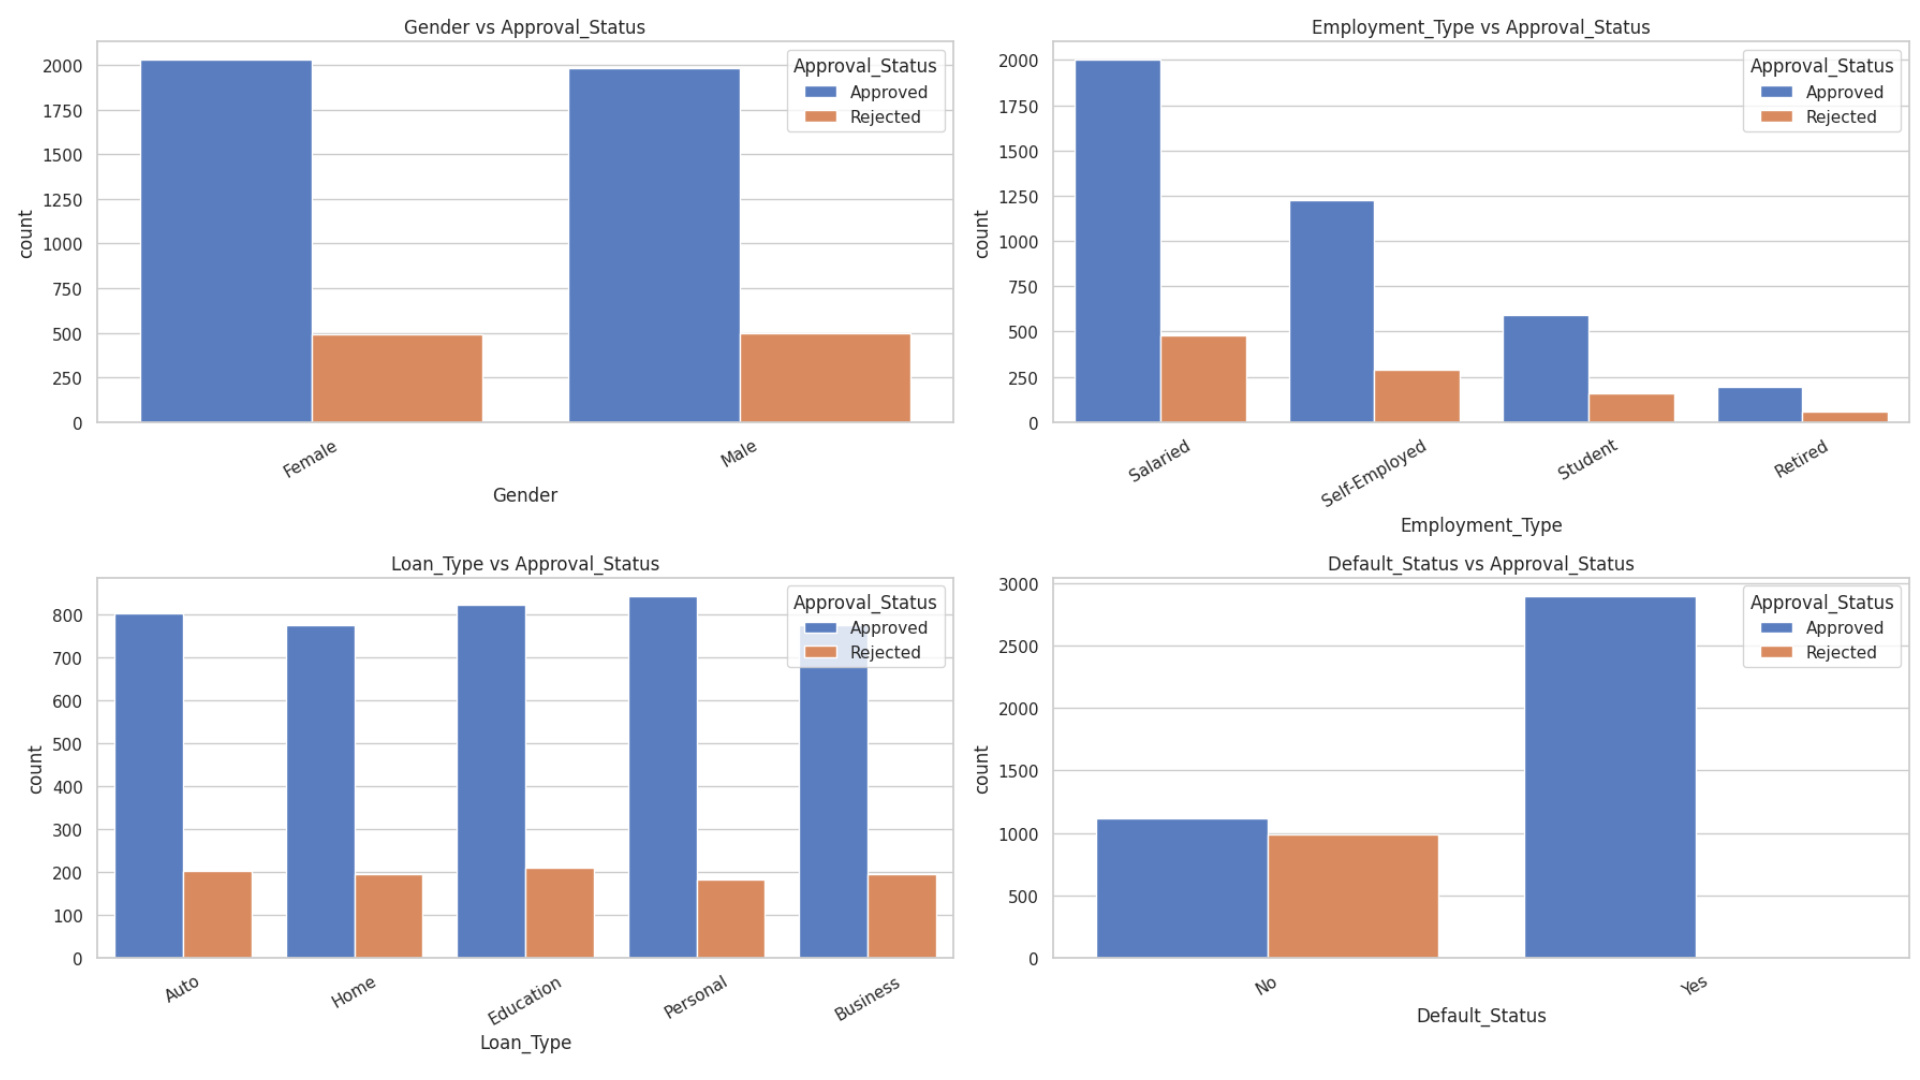 Gender vs Approval_Status
2000
1750
1500
1250
1000
750
500
250
0
count
Approval_Status
Approved
Rejected
Female
Male
Gender
Employment_Type vs Approval_Status
2000
1750
1500
1250
1000
750
500
250
0
count
Approval_Status
Approved
Rejected
Salaried
Self-Employed
Student
Retired
Employment_Type
Loan_Type vs Approval_Status
800
700
600
500
400
300
200
100
0
count
Approval_Status
Approved
Rejected
Auto
Home
Education
Personal
Business
Loan_Type
Default_Status vs Approval_Status
3000
2500
2000
1500
1000
500
0
count
Approval_Status
Approved
Rejected
No
Yes
Default_Status